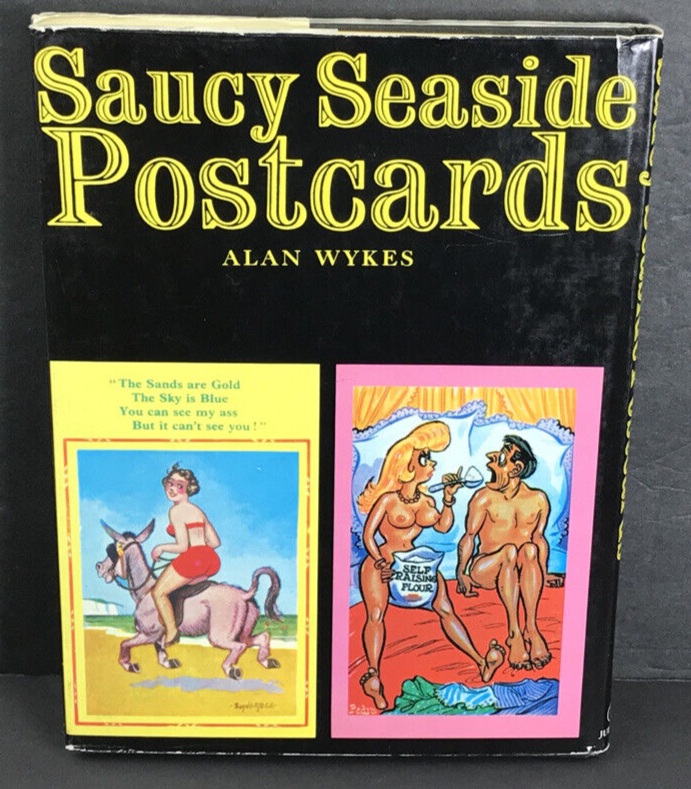 Saucy Seaside
Postcards
ALAN WYKES
"The Sands are Gold
The Sky is Blue
You can see my ass
But it can't see you!"
SELF
RAISING
FLOUR